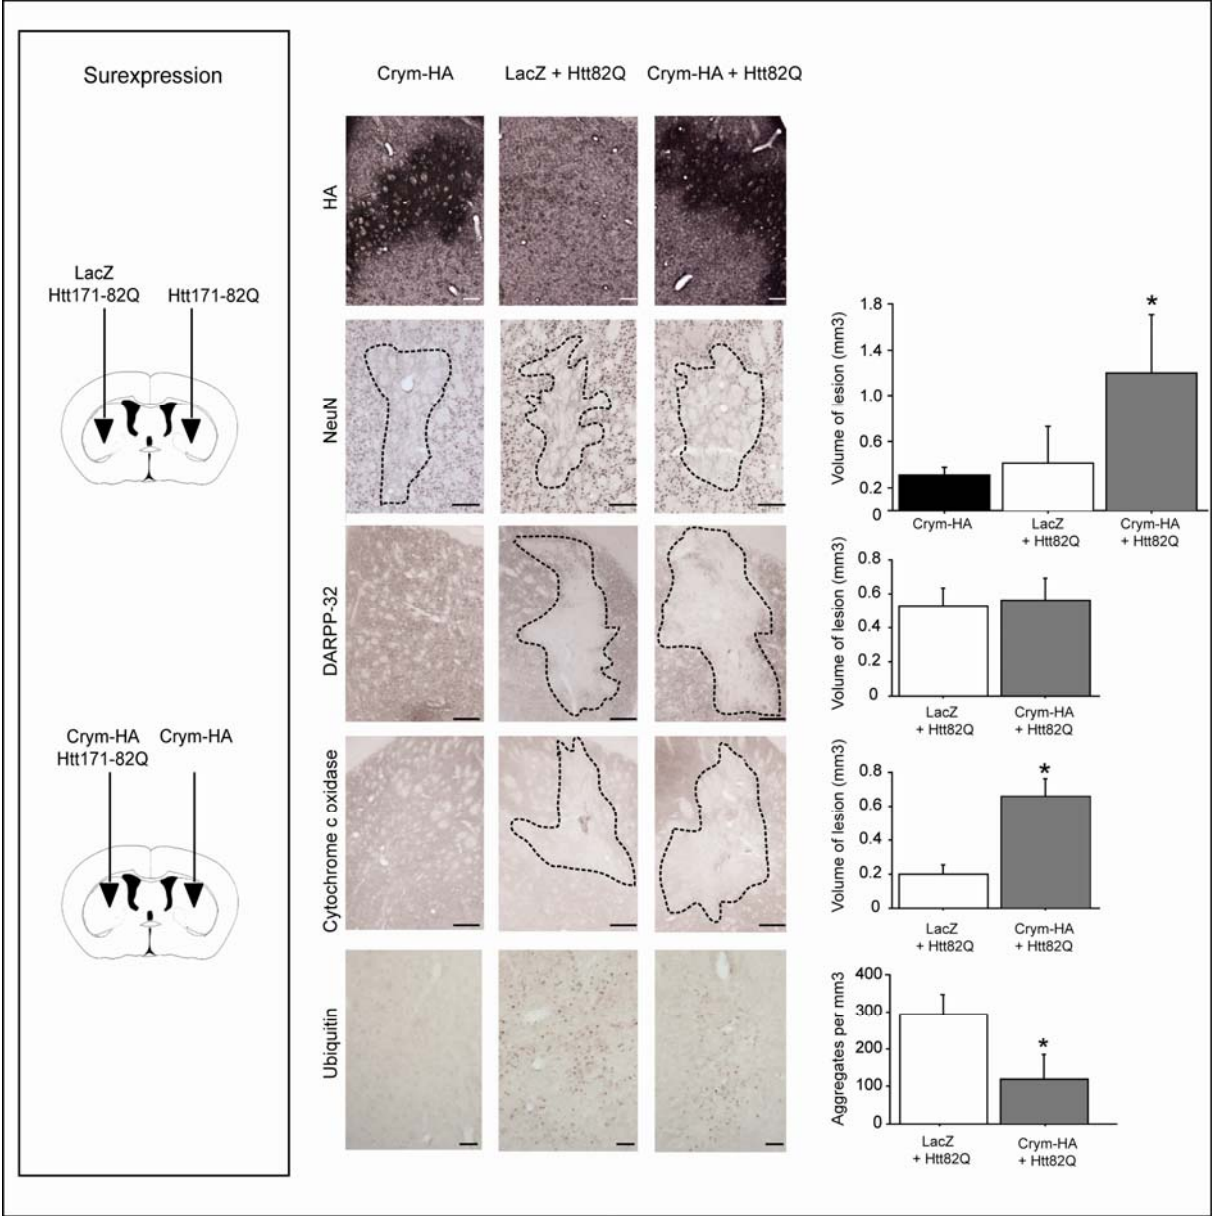 Surexpression
LacZ
Htt171-82Q
Htt171-82Q
Crym-HA
Htt171-82Q
Crym-HA
Crym-HA
LacZ + Htt82Q
Crym-HA + Htt82Q
HA
NeuN
DARPP-32
Cytochrome c oxidase
Ubiquitin
Volume of lesion (mm3)
1.8
1.4
1.0
0.6
0.2
0
*
Crym-HA
LacZ
+ Htt82Q
Crym-HA
+ Htt82Q
Volume of lesion (mm3)
0.8
0.6
0.4
0.2
0
LacZ
+ Htt82Q
Crym-HA
+ Htt82Q
Volume of lesion (mm3)
0.8
0.6
0.4
0.2
0
*
LacZ
+ Htt82Q
Crym-HA
+ Htt82Q
Aggregates per mm3
400
300
200
100
0
*
LacZ
+ Htt82Q
Crym-HA
+ Htt82Q